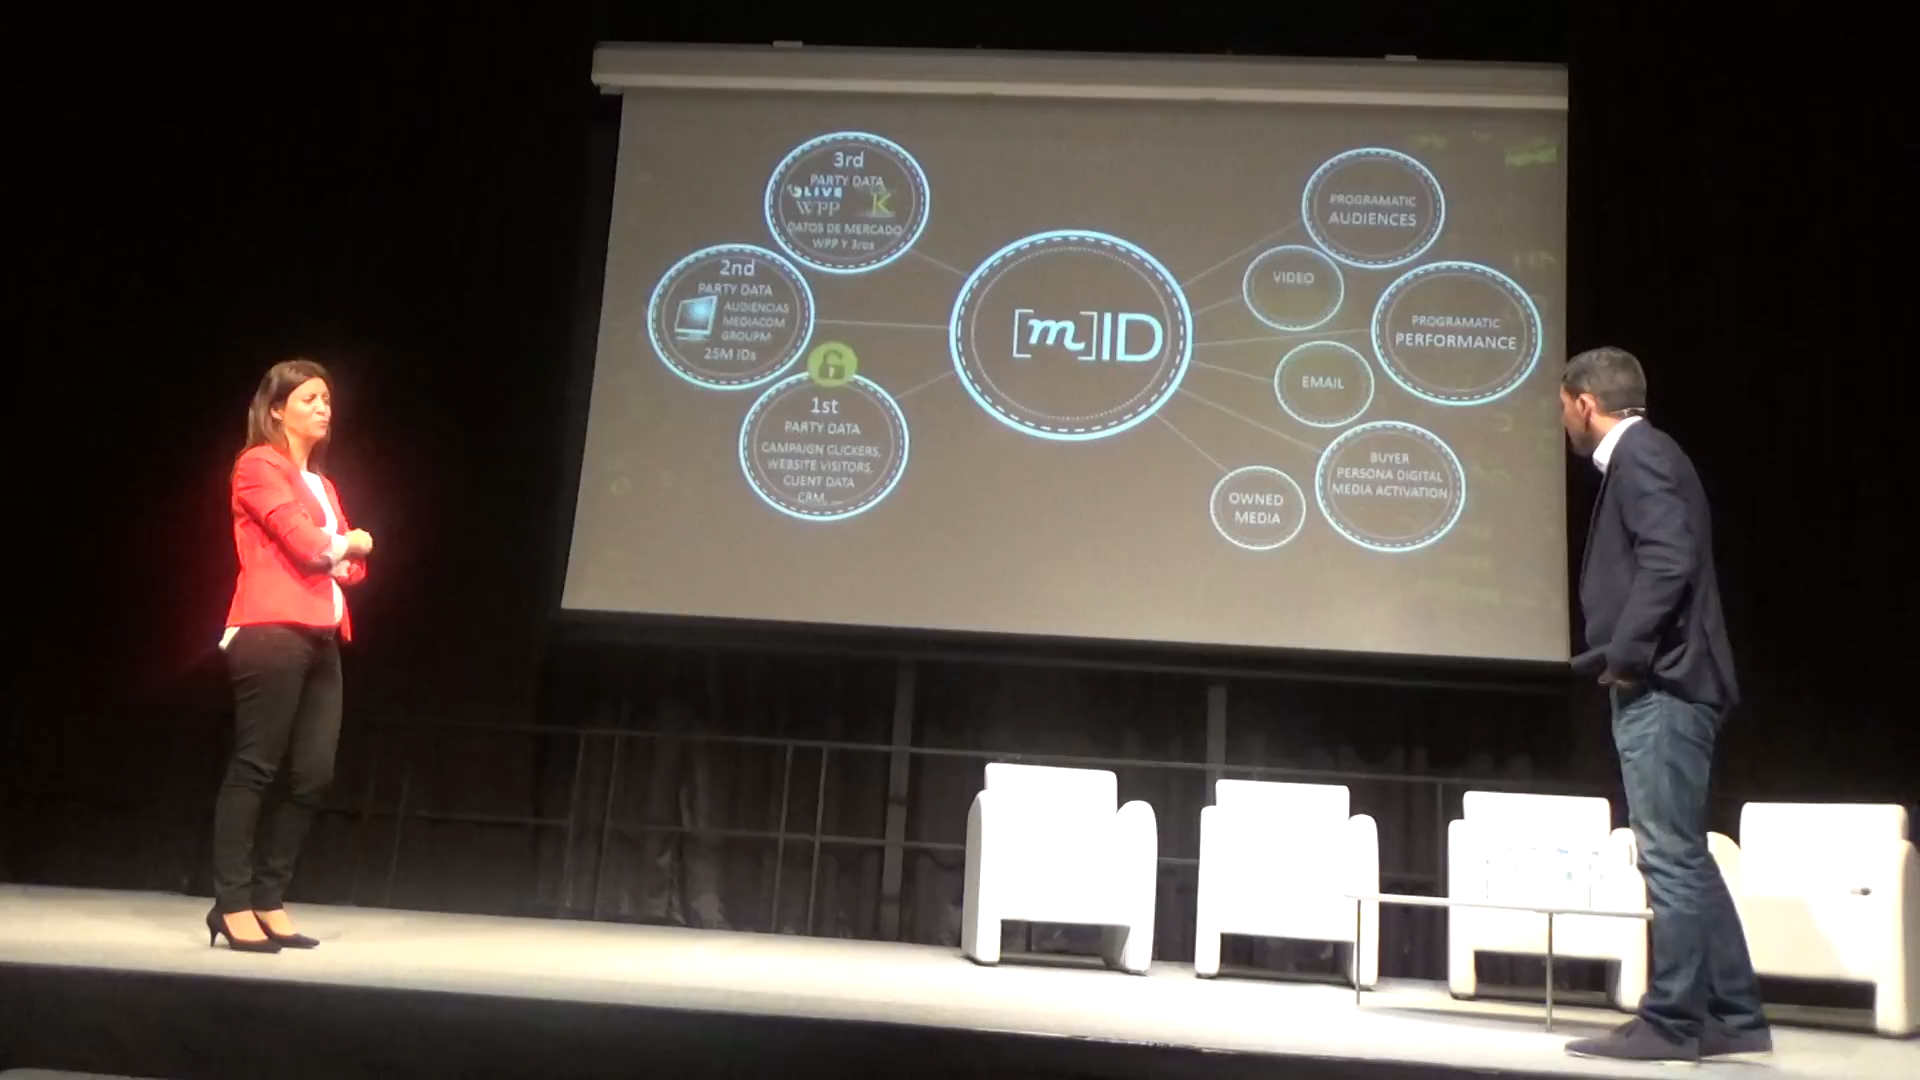 3rd
PARTY DATA
LIVE
WPP
K
DATOS DE MERCADO
WPP Y 3ros
2nd
PARTY DATA
AUDIENCIAS
MEDIACOM
GROUPM
25M IDs
1st
PARTY DATA
CAMPAIGN CLICKERS,
WEBSITE VISITORS,
CLIENT DATA
CRM, ...
[m]ID
PROGRAMATIC
AUDIENCES
VIDEO
PROGRAMATIC
PERFORMANCE
EMAIL
BUYER
PERSONA DIGITAL
MEDIA ACTIVATION
OWNED
MEDIA